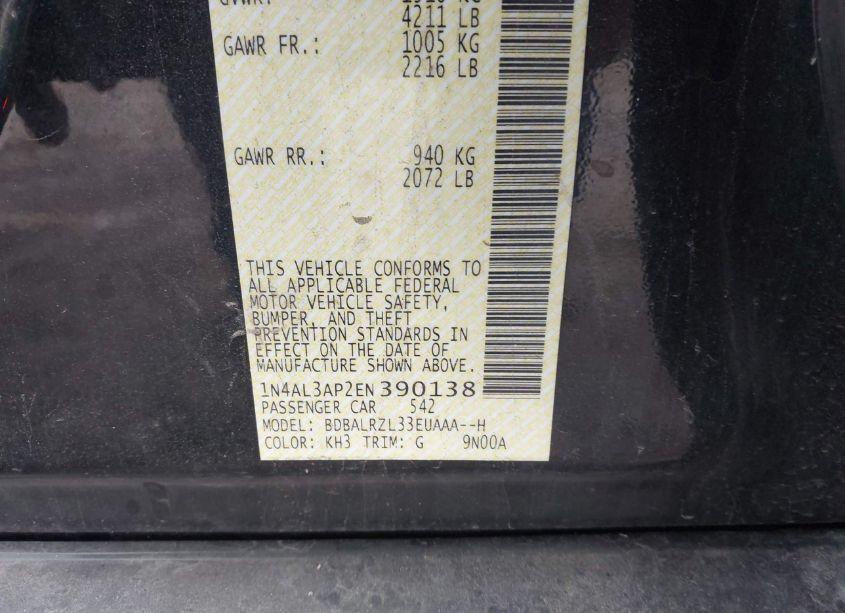 4211 LB
GAWR FR.: 1005 KG
2216 LB
GAWR RR.: 940 KG
2072 LB
THIS VEHICLE CONFORMS TO
ALL APPLICABLE FEDERAL
MOTOR VEHICLE SAFETY,
BUMPER, AND THEFT
PREVENTION STANDARDS IN
EFFECT ON THE DATE OF
MANUFACTURE SHOWN ABOVE.
1N4AL3AP2EN390138
PASSENGER CAR 542
MODEL: BDBALRZL33EUAAA--H
COLOR: KH3 TRIM: G 9N00A